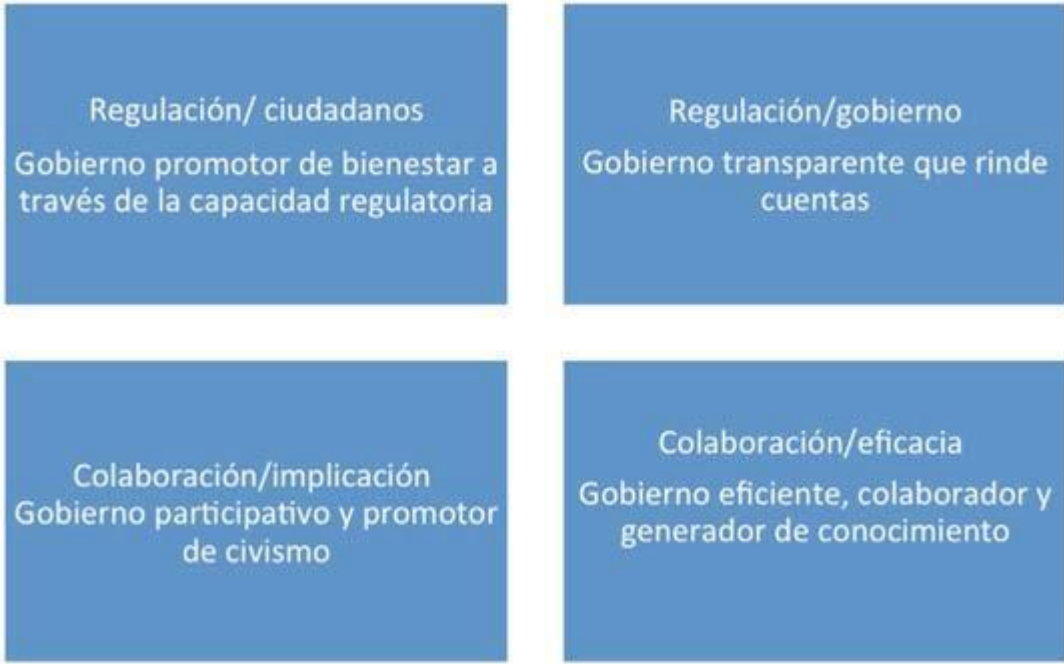 Regulación/ ciudadanos
Gobierno promotor de bienestar a
través de la capacidad regulatoria
Regulación/gobierno
Gobierno transparente que rinde
cuentas
Colaboración/implicación
Gobierno participativo y promotor
de civismo
Colaboración/eficacia
Gobierno eficiente, colaborador y
generador de conocimiento